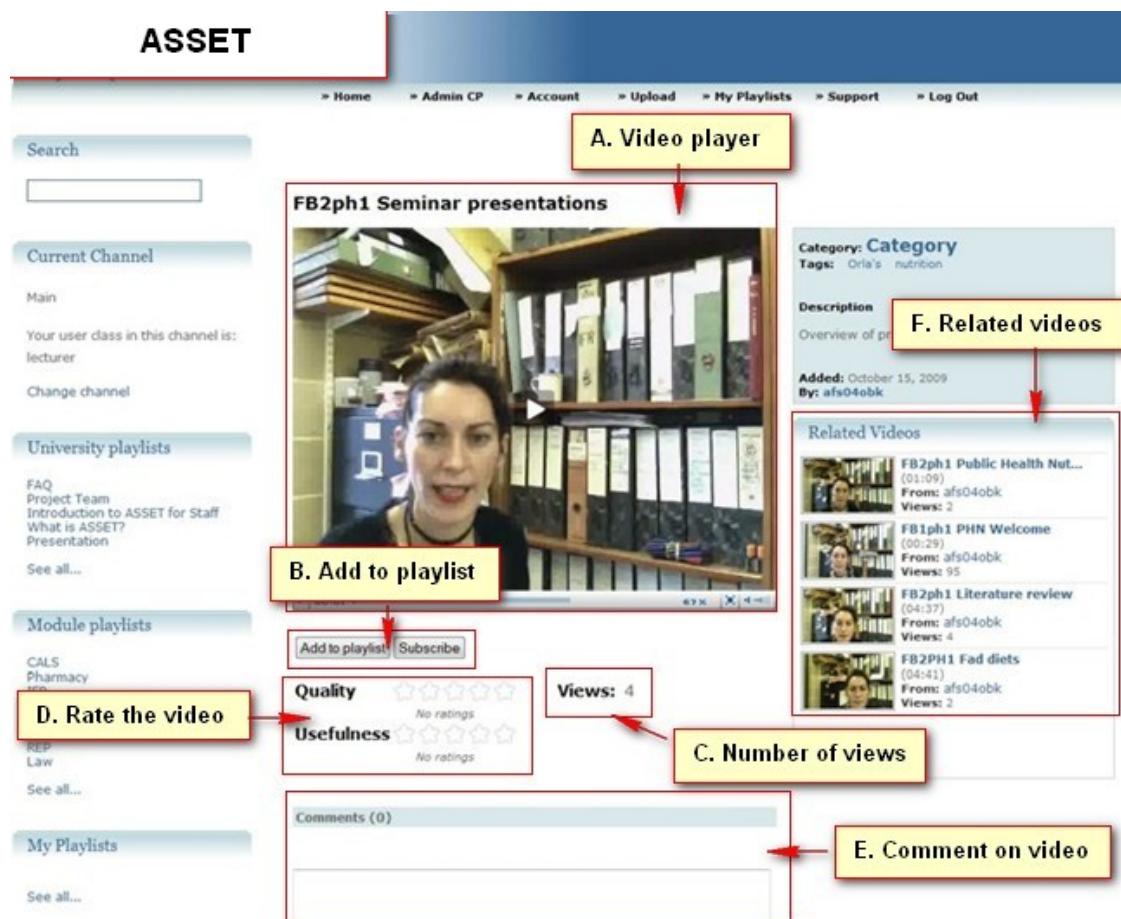 ASSET
» Home » Admin CP » Account » Upload » My Playlists » Support » Log Out
A. Video player
Search
Current Channel
Main
Your user class in this channel is:
lecturer
Change channel
University playlists
FAQ
Project Team
Introduction to ASSET for Staff
What is ASSET?
Presentation
See all...
Module playlists
CALS
Pharmacy
REP
Law
See all...
My Playlists
See all...
FB2ph1 Seminar presentations
B. Add to playlist
Add to playlist Subscribe
D. Rate the video
Quality
No ratings
Usefulness
No ratings
Views: 4
C. Number of views
Comments (0)
E. Comment on video
Category: Category
Tags: Orla's nutrition
Description
Overview of
F. Related videos
Added: October 15, 2009
By: afs04obk
Related Videos
FB2ph1 Public Health Nut...
(01:09)
From: afs04obk
Views: 2
FB1ph1 PHN Welcome
(00:29)
From: afs04obk
Views: 95
FB2ph1 Literature review
(04:37)
From: afs04obk
Views: 4
FB2PH1 Fad diets
(04:41)
From: afs04obk
Views: 2